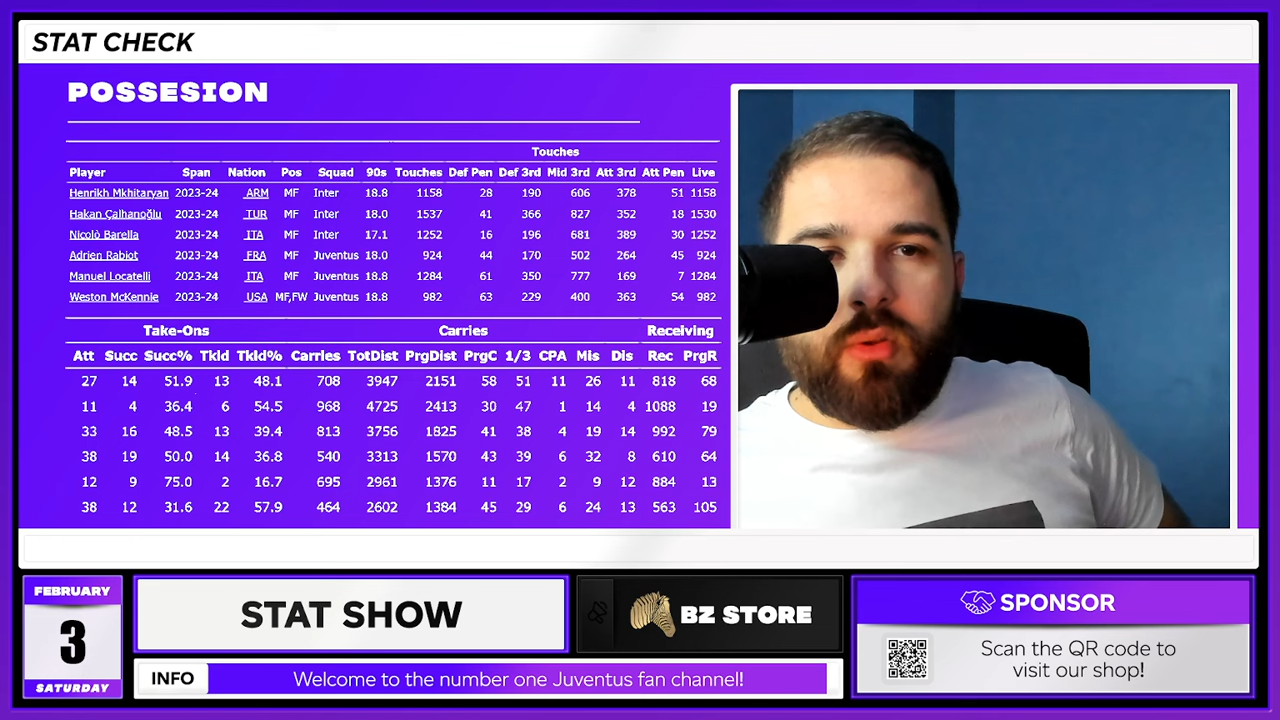 STAT CHECK
POSSESION
Touches
Player Span Nation Pos Squad 90s Touches Def Pen Def 3rd Mid 3rd Att 3rd Att Pen Live
Henrikh Mkhitaryan 2023-24 ARM MF Inter 18.8 1158 28 190 606 378 51 1158
Hakan Çalhanoğlu 2023-24 TUR MF Inter 18.0 1537 41 366 827 352 18 1530
Nicolò Barella 2023-24 ITA MF Inter 17.1 1252 16 196 681 389 30 1252
Adrien Rabiot 2023-24 FRA MF Juventus 18.0 924 44 170 502 264 45 924
Manuel Locatelli 2023-24 ITA MF Juventus 18.8 1284 61 350 777 169 7 1284
Weston McKennie 2023-24 USA MF,FW Juventus 18.8 982 63 229 400 363 54 982
Take-Ons Carries Receiving
Att Succ Succ% Tkld Tkld% Carries TotDist PrgDist PrgC 1/3 CPA Mis Dis Rec PrgR
27 14 51.9 13 48.1 708 3947 2151 58 51 11 26 11 818 68
11 4 36.4 6 54.5 968 4725 2413 30 47 1 14 4 1088 19
33 16 48.5 13 39.4 813 3756 1825 41 38 4 19 14 992 79
38 19 50.0 14 36.8 540 3313 1570 43 39 6 32 8 610 64
12 9 75.0 2 16.7 695 2961 1376 11 17 2 9 12 884 13
38 12 31.6 22 57.9 464 2602 1384 45 29 6 24 13 563 105
FEBRUARY
3
SATURDAY
STAT SHOW
BZ STORE
INFO
Welcome to the number one Juventus fan channel!
SPONSOR
Scan the QR code to
visit our shop!